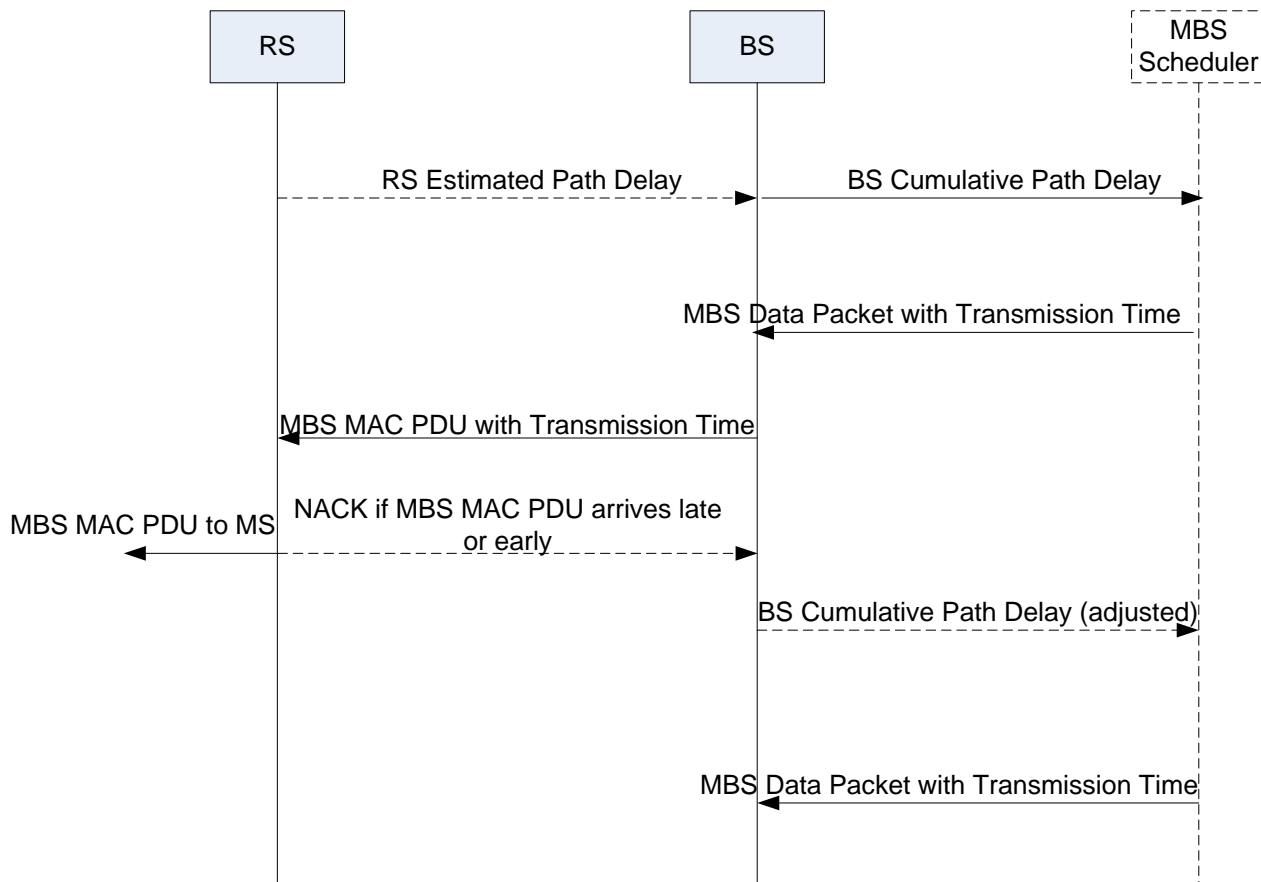 RS
BS
MBS
Scheduler
RS Estimated Path Delay
BS Cumulative Path Delay
MBS Data Packet with Transmission Time
MBS MAC PDU with Transmission Time
MBS MAC PDU to MS
NACK if MBS MAC PDU arrives late
or early
BS Cumulative Path Delay (adjusted)
MBS Data Packet with Transmission Time